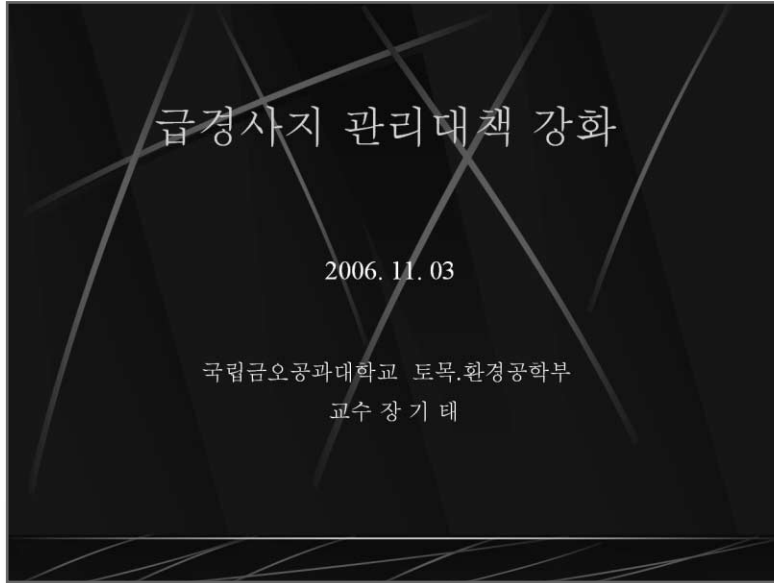 급경사지 관리대책 강화
2006. 11. 03
국립금오공과대학교 토목.환경공학부
교수 장 기 태